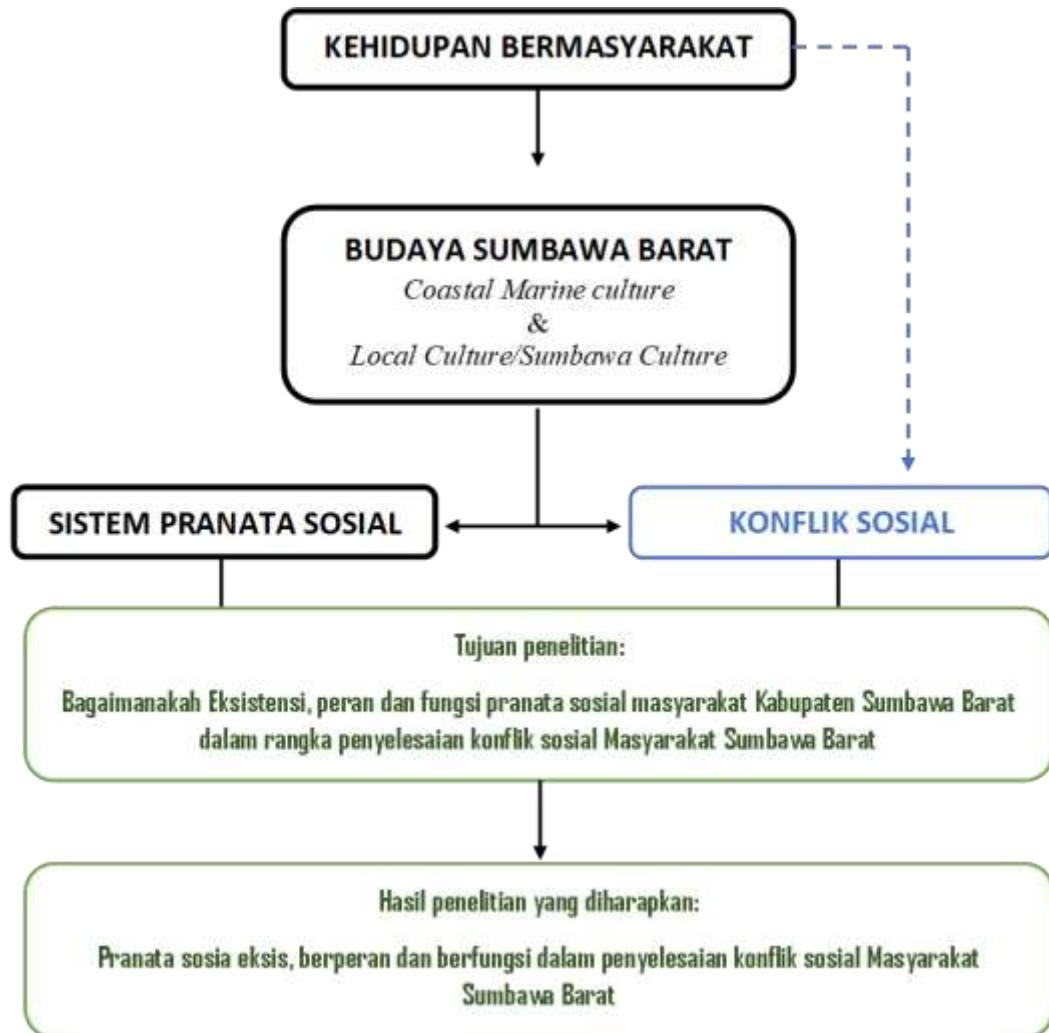 KEHIDUPAN BERMASYARAKAT
BUDAYA SUMBAWA BARAT
Coastal Marine culture
&
Local Culture/Sumbawa Culture
SISTEM PRANATA SOSIAL
KONFLIK SOSIAL
Tujuan penelitian:
Bagaimanakah Eksistensi, peran dan fungsi pranata sosial masyarakat Kabupaten Sumbawa Barat
dalam rangka penyelesaian konflik sosial Masyarakat Sumbawa Barat
Hasil penelitian yang diharapkan:
Pranata sosia eksis, berperan dan berfungsi dalam penyelesaian konflik sosial Masyarakat
Sumbawa Barat